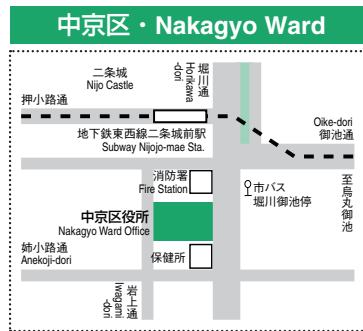 中京区・Nakagyo Ward
二条城
Nijo Castle
堀川通
Horikawa
-dori
押小路通
Oike-dori
御池通
地下鉄東西線二条城前駅
Subway Nijojo-mae Sta.
消防署
Fire Station
市バス
堀川御池停
至烏丸御池
中京区役所
Nakagyo Ward Office
姉小路通
Anekoji-dori
保健所
岩上通
Iwagami
-dori